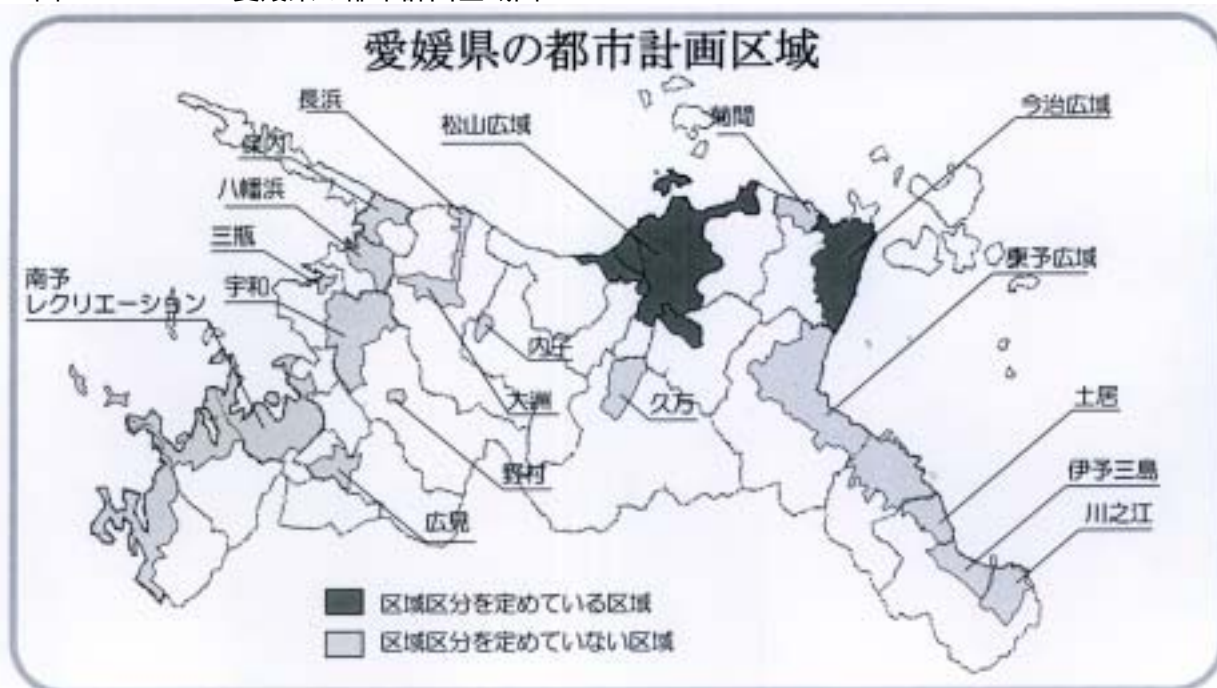 愛媛県の都市計画区域
長浜
松山広域
菊間
今治広域
保内
八幡浜
三瓶
南予
レクリエーション
宇和
東予広域
内子
大洲
久万
土居
野村
伊予三島
広見
川之江
区域区分を定めている区域
区域区分を定めていない区域